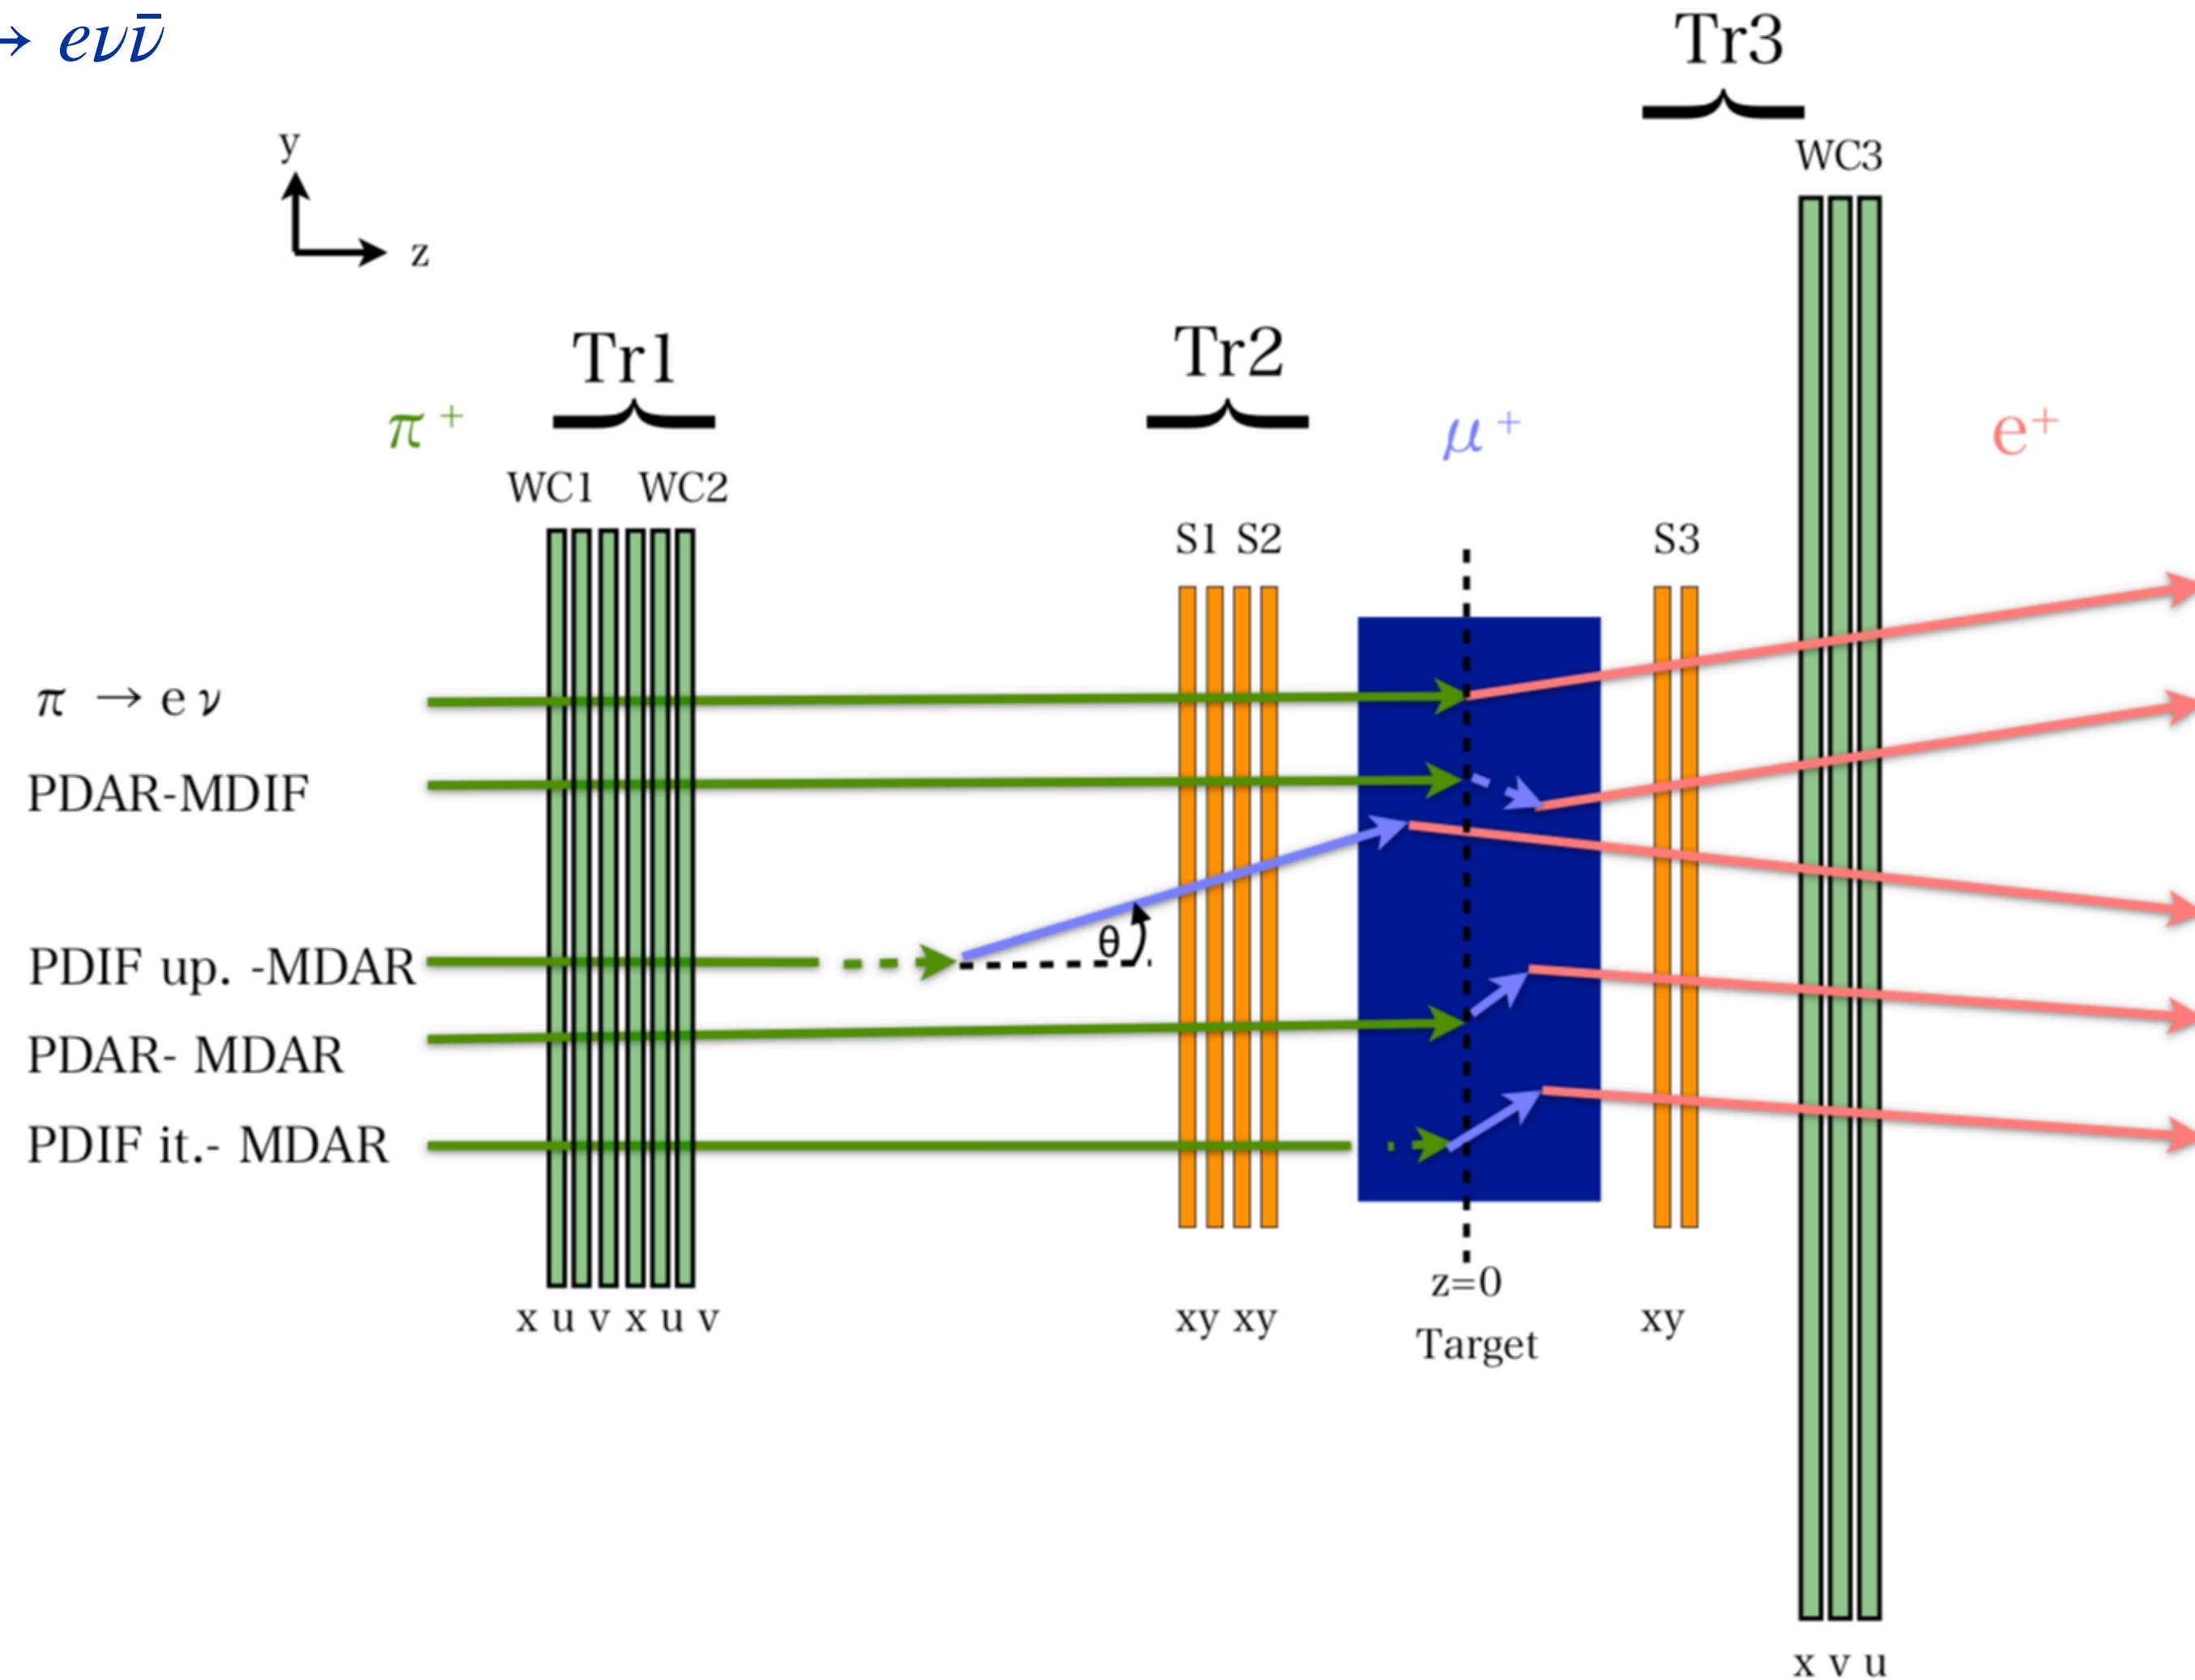 → eνν̄
Tr3
y
WC3
z
Tr1
Tr2
π⁺
μ⁺
e⁺
WC1 WC2
S1 S2
S3
π → e ν
PDAR-MDIF
θ
PDIF up. -MDAR
PDAR- MDAR
PDIF it.- MDAR
z=0
x u v x u v
xy xy
xy
Target
x v u